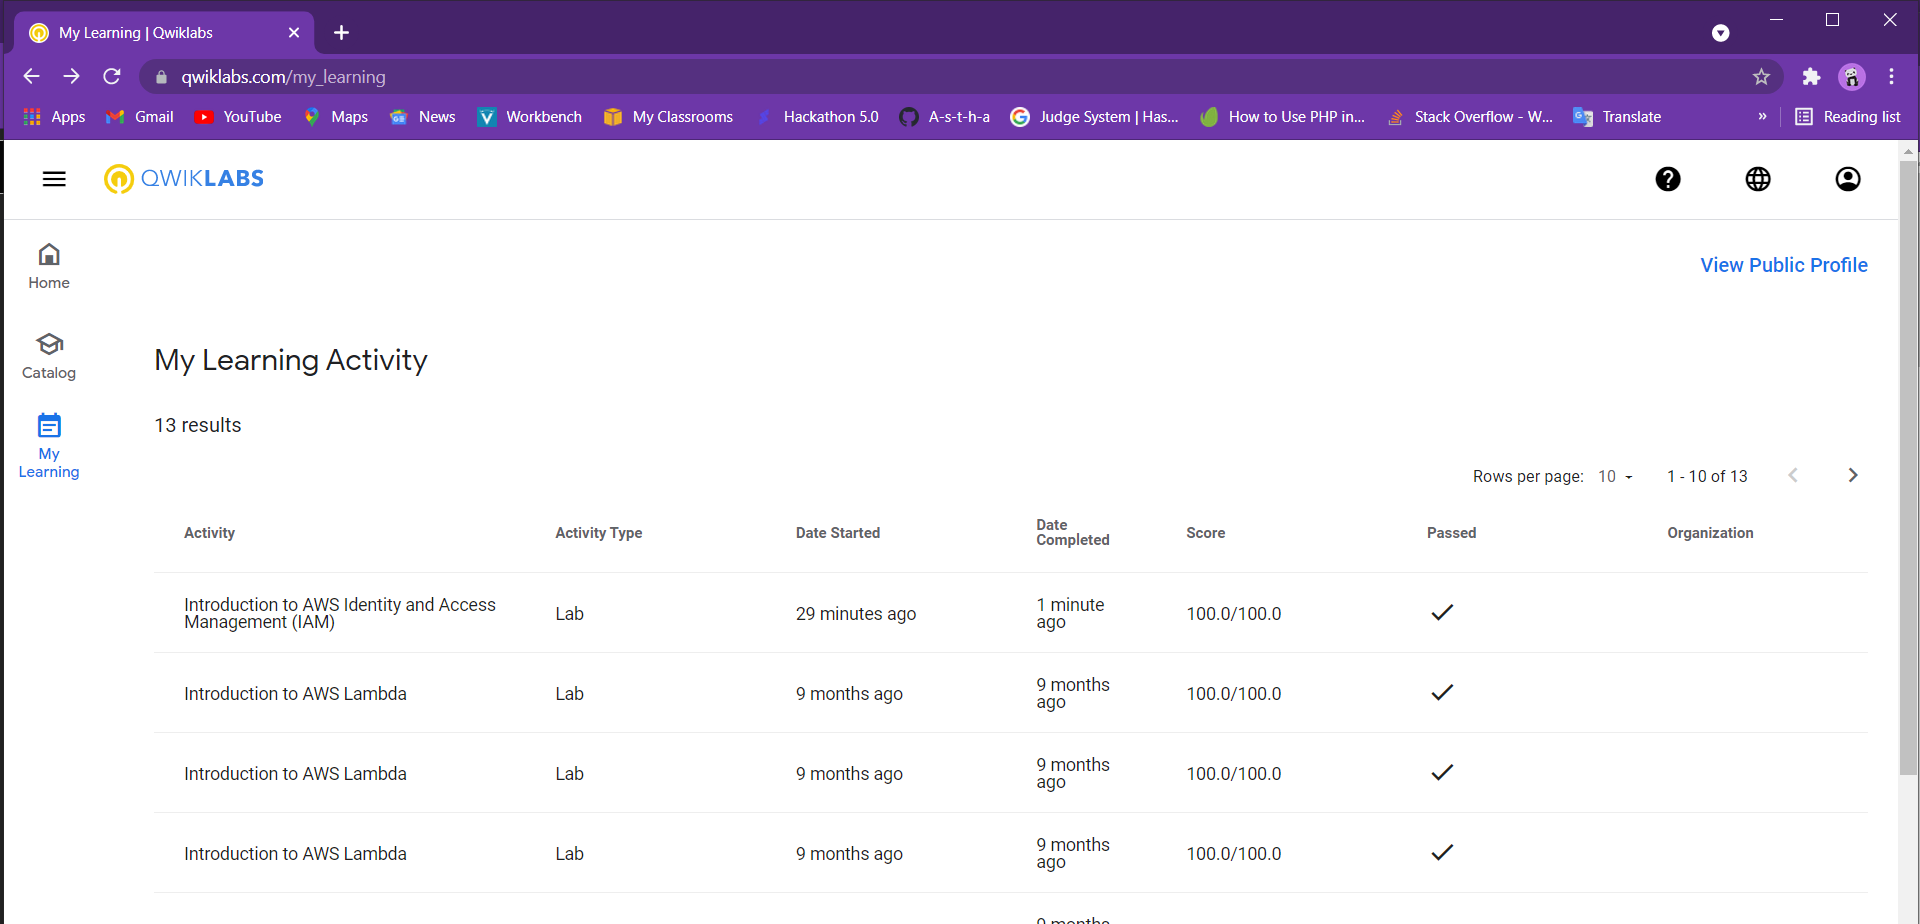 My Learning | Qwiklabs
qwiklabs.com/my_learning
Apps Gmail YouTube Maps News Workbench My Classrooms Hackathon 5.0 A-s-t-h-a Judge System | Has... How to Use PHP in... Stack Overflow - W... Translate » Reading list
QWIKLABS
Home
Catalog
My
Learning
View Public Profile
My Learning Activity
13 results
Rows per page: 10 1 - 10 of 13
Activity Activity Type Date Started Date
Completed Score Passed Organization
Introduction to AWS Identity and Access
Management (IAM) Lab 29 minutes ago 1 minute
ago 100.0/100.0
Introduction to AWS Lambda Lab 9 months ago 9 months
ago 100.0/100.0
Introduction to AWS Lambda Lab 9 months ago 9 months
ago 100.0/100.0
Introduction to AWS Lambda Lab 9 months ago 9 months
ago 100.0/100.0
9 months